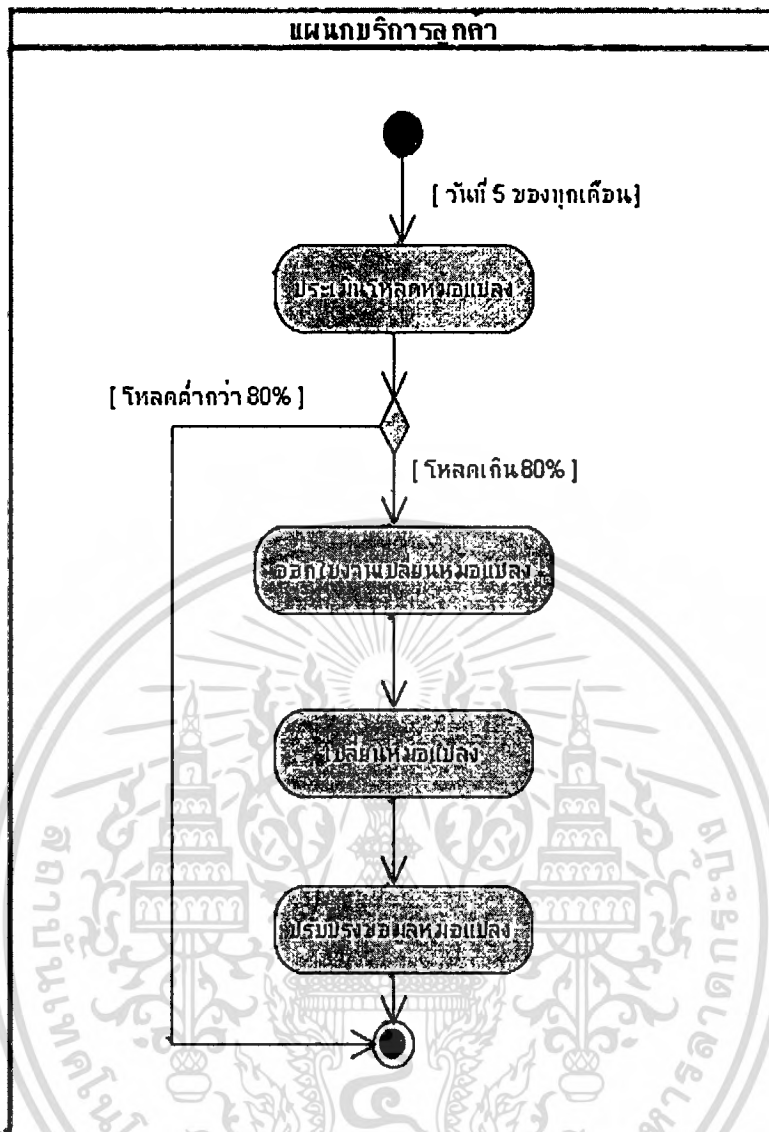 แผนกบริการลูกค้า
[ วันที่ 5 ของทุกเดือน]
ประเมินโหลดหม้อแปลง
[ โหลดต่ำกว่า 80% ]
[ โหลดเกิน 80% ]
ออกใบงานเปลี่ยนหม้อแปลง
เปลี่ยนหม้อแปลง
ปรับปรุงข้อมูลหม้อแปลง